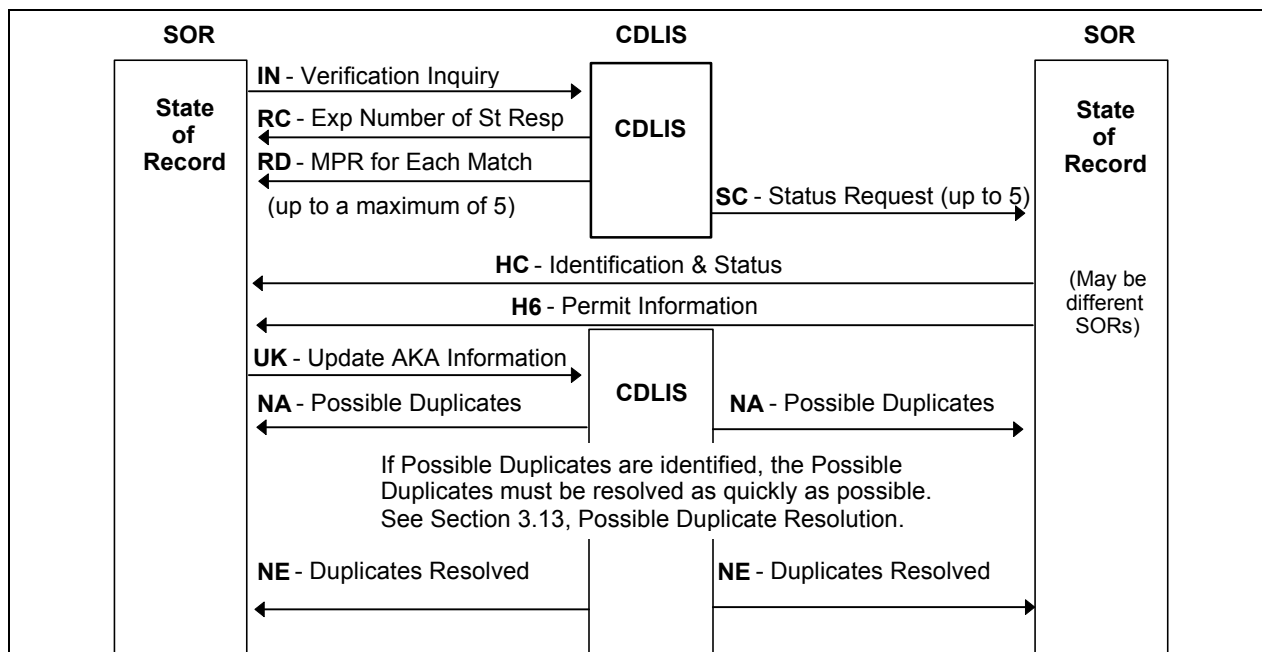 SOR CDLIS SOR
IN - Verification Inquiry
State
of
Record
CDLIS
State
of
Record
RC - Exp Number of St Resp
RD - MPR for Each Match
(up to a maximum of 5)
SC - Status Request (up to 5)
HC - Identification & Status
(May be
different
SORs)
H6 - Permit Information
UK - Update AKA Information
CDLIS
NA - Possible Duplicates
NA - Possible Duplicates
If Possible Duplicates are identified, the Possible
Duplicates must be resolved as quickly as possible.
See Section 3.13, Possible Duplicate Resolution.
NE - Duplicates Resolved
NE - Duplicates Resolved